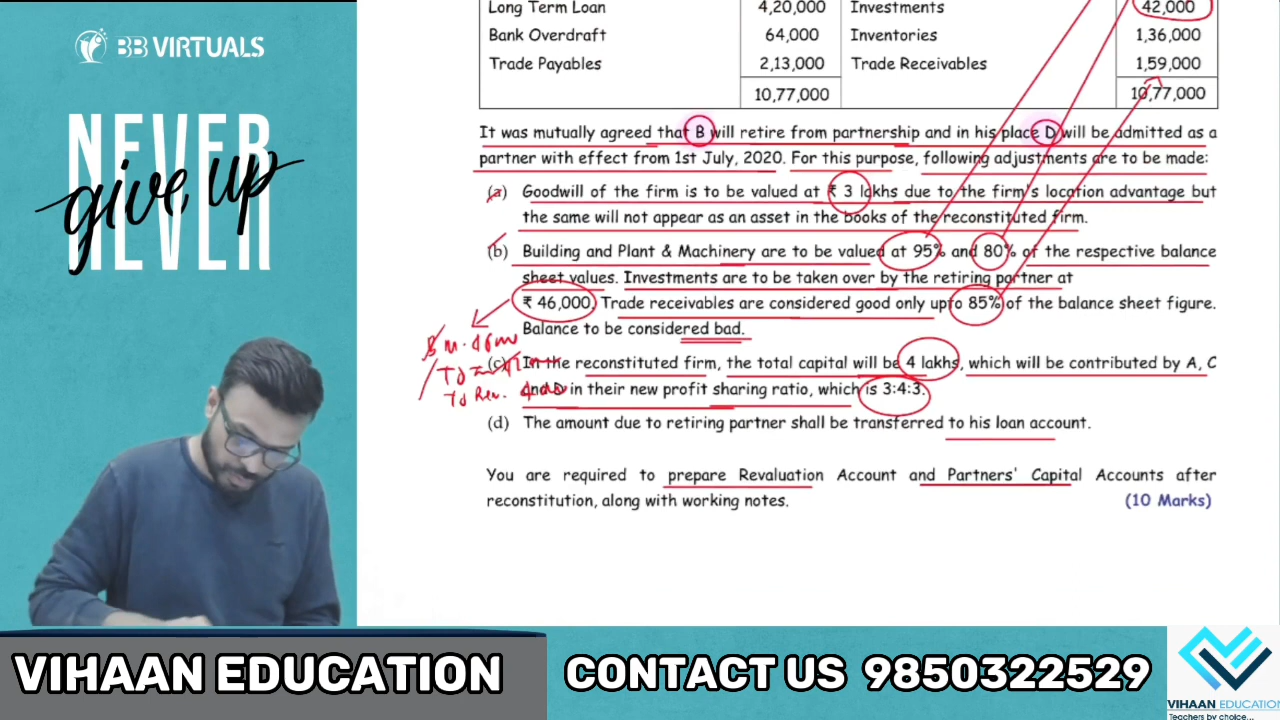 BB VIRTUALS
NEVER
give up
NEVER
Long Term Loan 4,20,000 Investments 42,000
Bank Overdraft 64,000 Inventories 1,36,000
Trade Payables 2,13,000 Trade Receivables 1,59,000
10,77,000 10,77,000
It was mutually agreed that B will retire from partnership and in his place D will be admitted as a
partner with effect from 1st July, 2020. For this purpose, following adjustments are to be made:
(a) Goodwill of the firm is to be valued at ₹ 3 lakhs due to the firm's location advantage but
the same will not appear as an asset in the books of the reconstituted firm.
(b) Building and Plant & Machinery are to be valued at 95% and 80% of the respective balance
sheet values. Investments are to be taken over by the retiring partner at
₹ 46,000. Trade receivables are considered good only upto 85% of the balance sheet figure.
Balance to be considered bad.
(c) In the reconstituted firm, the total capital will be 4 lakhs, which will be contributed by A, C
and D in their new profit sharing ratio, which is 3:4:3.
To Rev.
(d) The amount due to retiring partner shall be transferred to his loan account.
You are required to prepare Revaluation Account and Partners' Capital Accounts after
reconstitution, along with working notes. (10 Marks)
VIHAAN EDUCATION
CONTACT US 9850322529
VIHAAN EDUCATION
Teachers by choice...